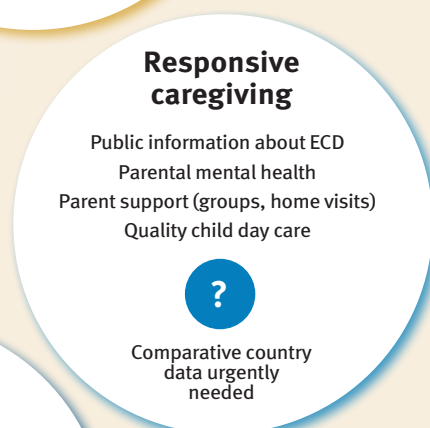 Responsive
caregiving
Public information about ECD
Parental mental health
Parent support (groups, home visits)
Quality child day care
?
Comparative country
data urgently
needed